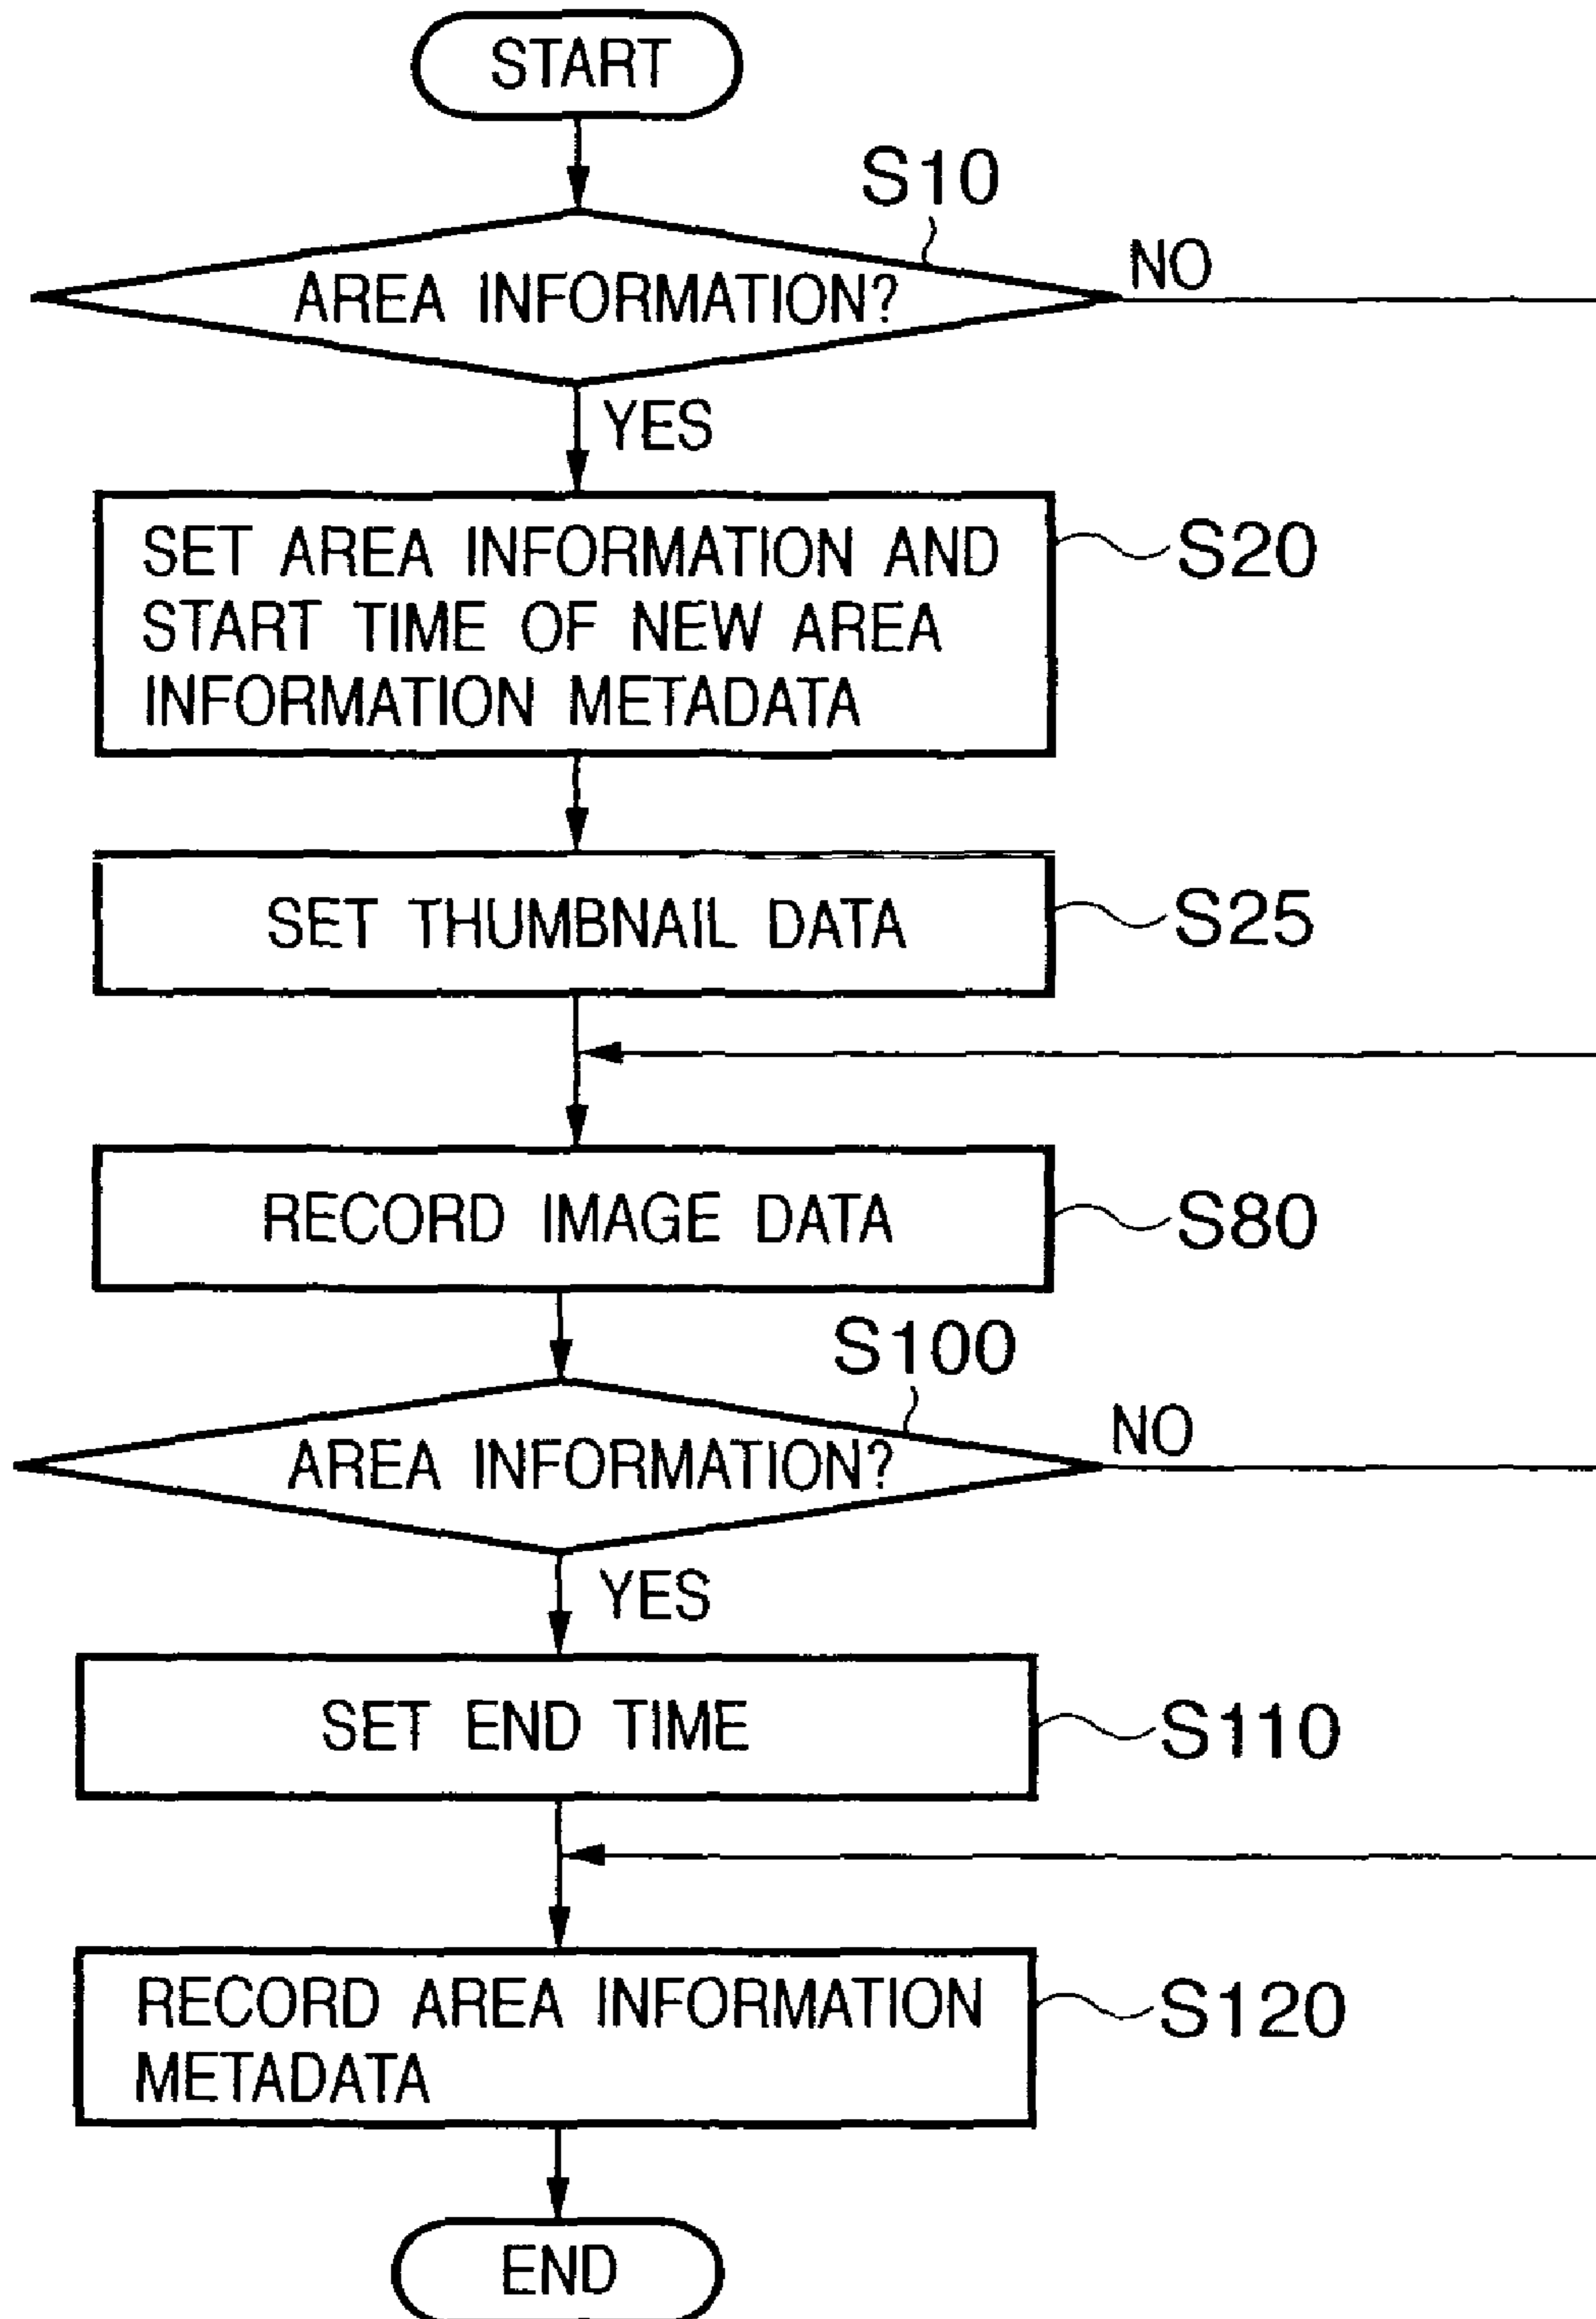 START
S10
AREA INFORMATION?
NO
YES
SET AREA INFORMATION AND
START TIME OF NEW AREA
INFORMATION METADATA
S20
SET THUMBNAIL DATA
S25
RECORD IMAGE DATA
S80
S100
AREA INFORMATION?
NO
YES
SET END TIME
S110
RECORD AREA INFORMATION
METADATA
S120
END